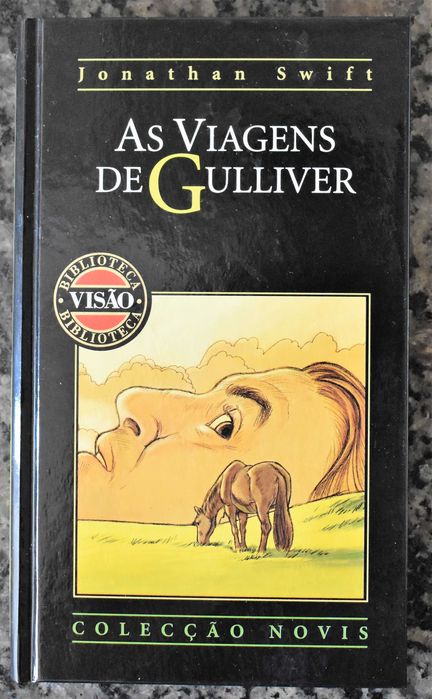 Jonathan Swift
AS VIAGENS
DE GULLIVER
BIBLIOTECA
VISÃO
BIBLIOTECA
COLECÇÃO NOVIS